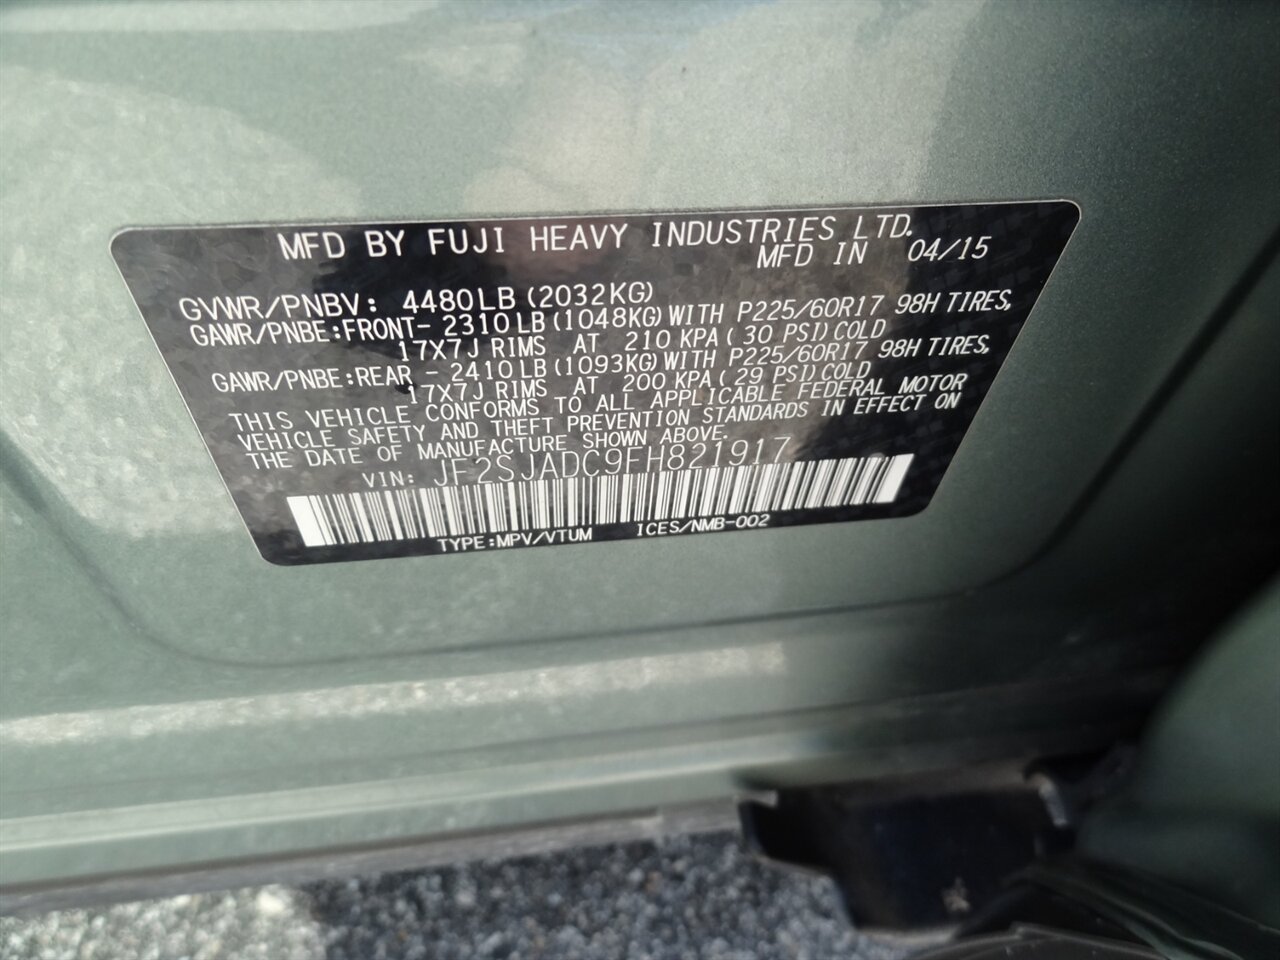 MFD BY FUJI HEAVY INDUSTRIES LTD.
MFD IN 04/15
GVWR/PNBV: 4480LB(2032KG)
GAWR/PNBE:FRONT- 2310LB(1048KG)WITH P225/60R17 98H TIRES,
17X7J RIMS AT 210 KPA( 30 PSI)COLD
GAWR/PNBE:REAR - 2410LB(1093KG)WITH P225/60R17 98H TIRES,
17X7J RIMS AT 200 KPA( 29 PSI)COLD
THIS VEHICLE CONFORMS TO ALL APPLICABLE FEDERAL MOTOR
VEHICLE SAFETY AND THEFT PREVENTION STANDARDS IN EFFECT ON
THE DATE OF MANUFACTURE SHOWN ABOVE.
VIN: JF2SJADC9FH821917
TYPE:MPV/VTUM ICES/NMB-002